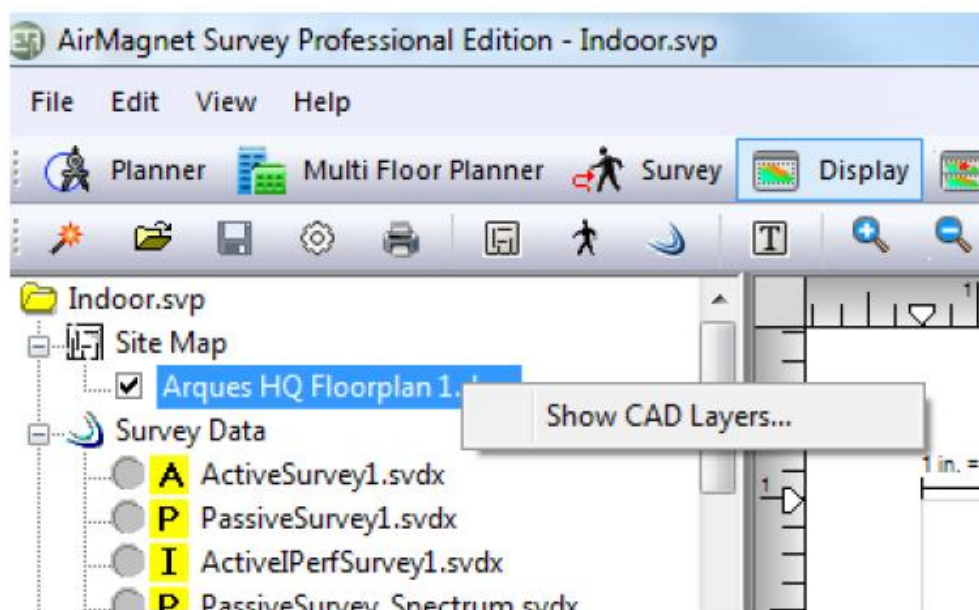 AirMagnet Survey Professional Edition - Indoor.svp
File Edit View Help
Planner Multi Floor Planner Survey Display
T
Indoor.svp
Site Map
Arques HQ Floorplan 1.
Show CAD Layers...
Survey Data
A ActiveSurvey1.svdx
P PassiveSurvey1.svdx
I ActiveIPerfSurvey1.svdx
P PassiveSurvey_Spectrum.svdx
1
1 in. =
1